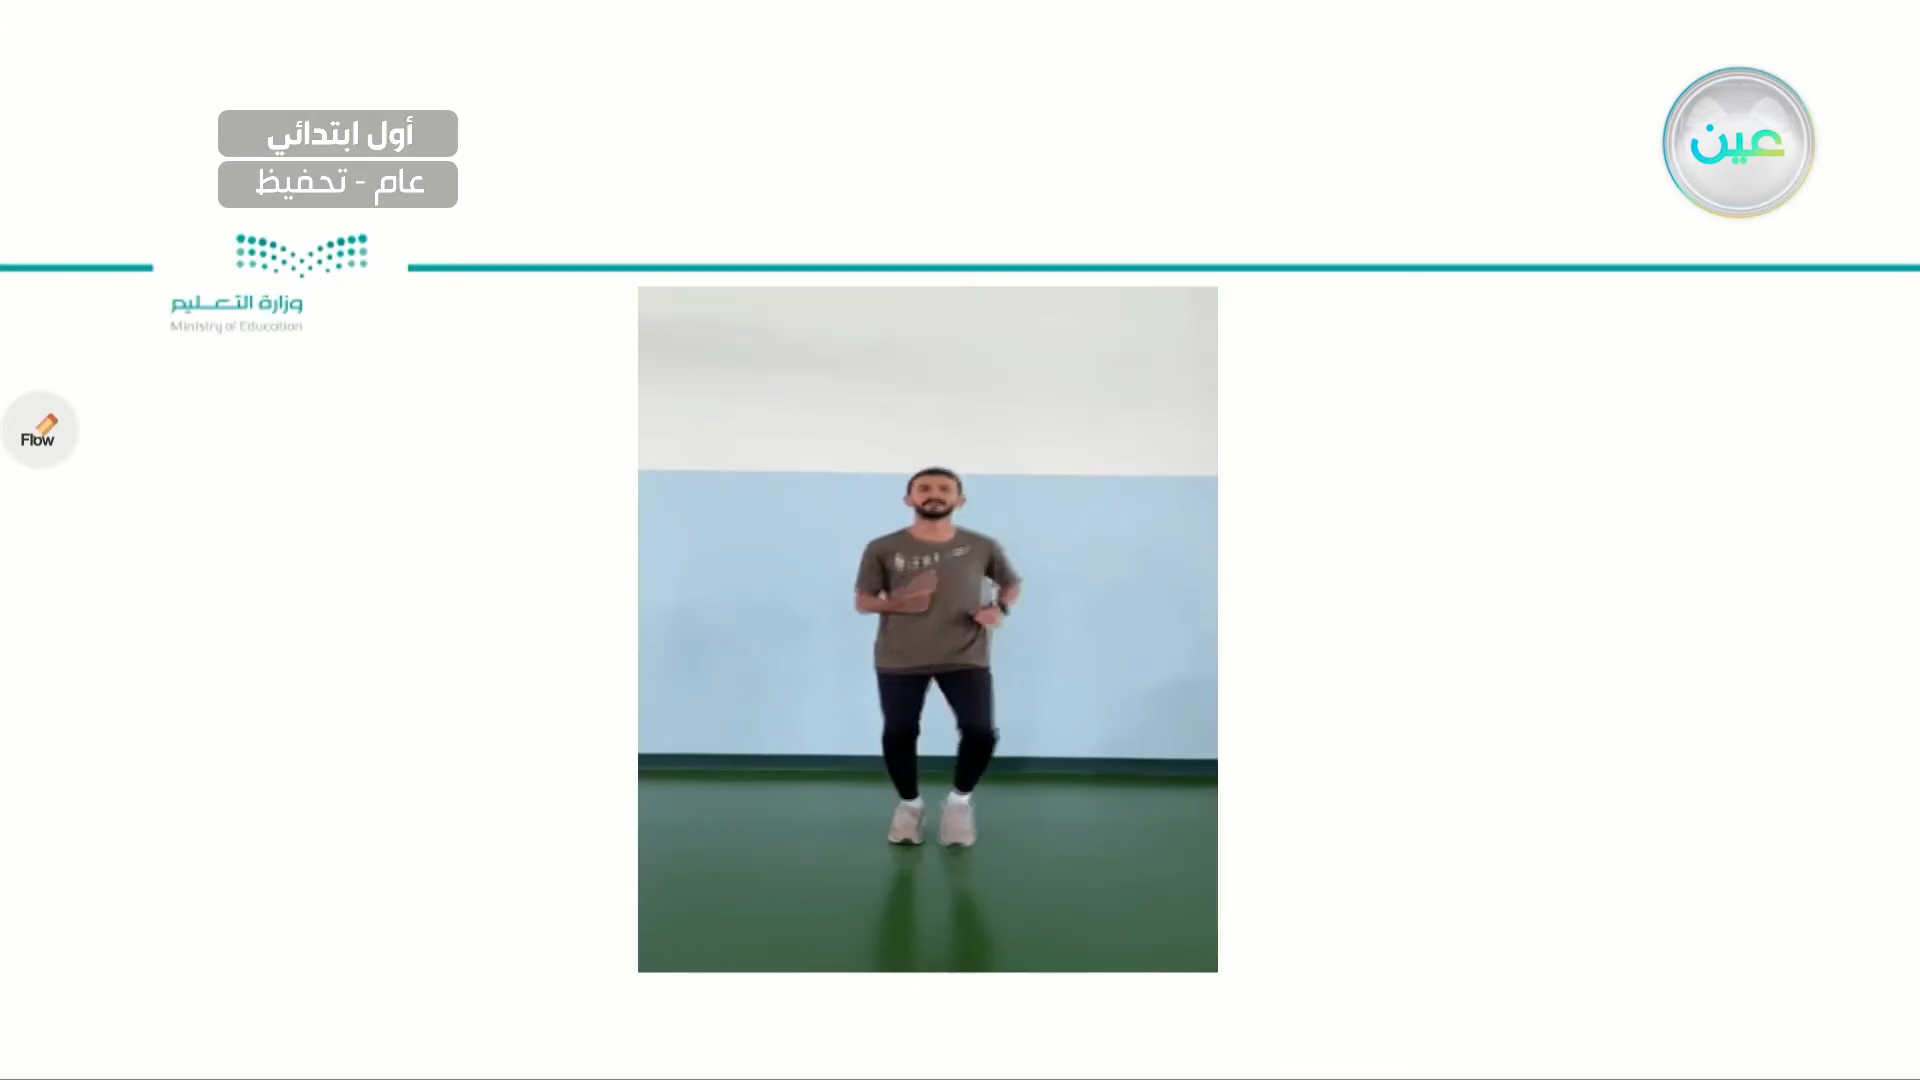 أول ابتدائي
عام - تحفيظ
عين
وزارة التعليم
Ministry of Education
Flow